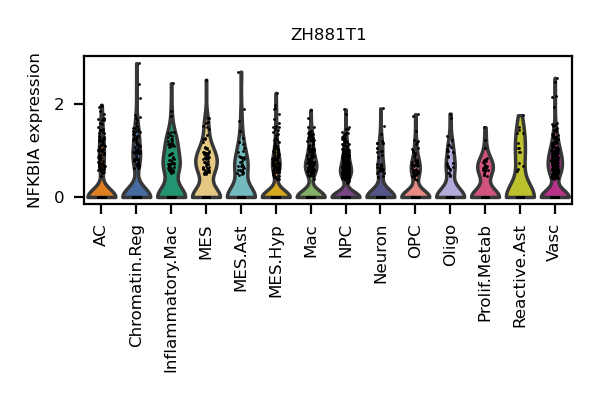 ZH881T1
NFKBIA expression
2
0
AC
Chromatin.Reg
Inflammatory.Mac
MES
MES.Ast
MES.Hyp
Mac
NPC
Neuron
OPC
Oligo
Prolif.Metab
Reactive.Ast
Vasc